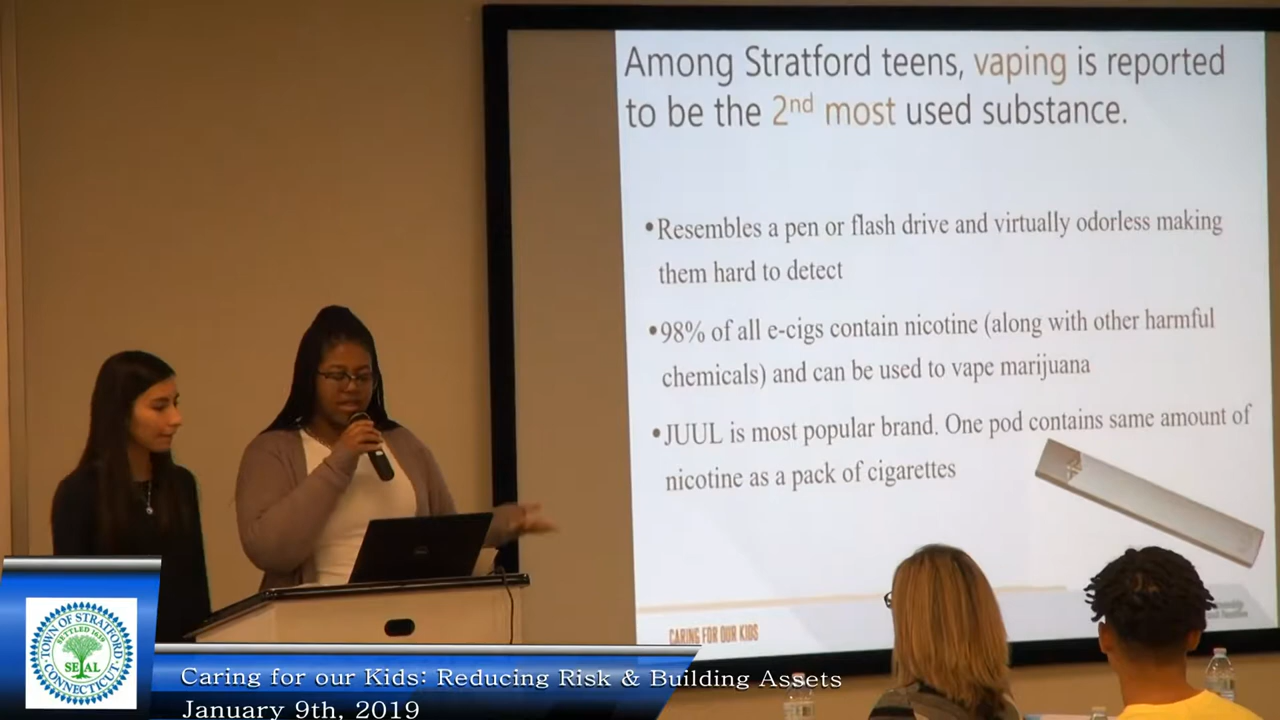 Among Stratford teens, vaping is reported
to be the 2nd most used substance.
•Resembles a pen or flash drive and virtually odorless making
them hard to detect
•98% of all e-cigs contain nicotine (along with other harmful
chemicals) and can be used to vape marijuana
•JUUL is most popular brand. One pod contains same amount of
nicotine as a pack of cigarettes
CARING FOR OUR KIDS
TOWN OF STRATFORD
SETTLED 1639
SEAL
CONNECTICUT
Caring for our Kids: Reducing Risk & Building Assets
January 9th, 2019